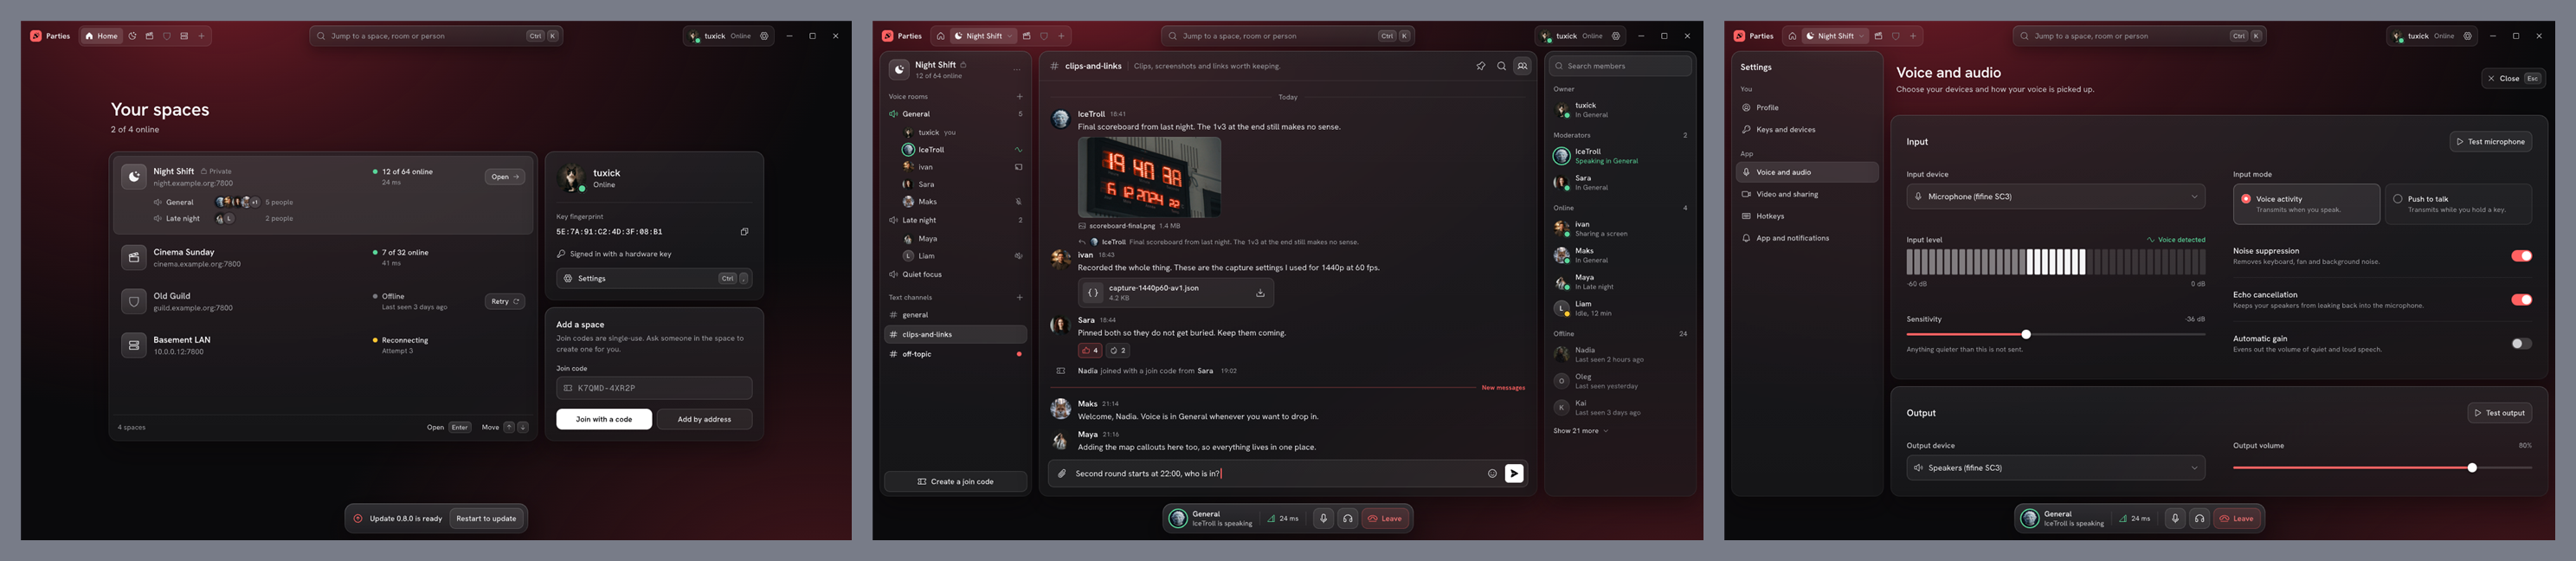 Parties
Home
Jump to a space, room or person
Ctrl K
tuxick Online
Your spaces
2 of 4 online
Night Shift Private
night.example.org:7800
12 of 64 online
24 ms
Open
General +1 5 people
Late night L 2 people
Cinema Sunday
cinema.example.org:7800
7 of 32 online
41 ms
Old Guild
guild.example.org:7800
Offline
Last seen 3 days ago
Retry
Basement LAN
10.0.0.12:7800
Reconnecting
Attempt 3
4 spaces
Open Enter Move
tuxick
Online
Key fingerprint
5E:7A:91:C2:4D:3F:08:B1
Signed in with a hardware key
Settings Ctrl ,
Add a space
Join codes are single-use. Ask someone in the space to
create one for you.
Join code
K7QMD-4XR2P
Join with a code
Add by address
Update 0.8.0 is ready
Restart to update
Parties
Night Shift
Jump to a space, room or person
Ctrl K
tuxick Online
Night Shift
12 of 64 online
Voice rooms
General 5
tuxick you
IceTroll
ivan
Sara
Maks
Late night 2
Maya
L Liam
Quiet focus
Text channels
# general
# clips-and-links
# off-topic
Create a join code
# clips-and-links
Clips, screenshots and links worth keeping.
Today
IceTroll 18:41
Final scoreboard from last night. The 1v3 at the end still makes no sense.
19 40 38
6 12 2024 22
scoreboard-final.png 1.4 MB
IceTroll Final scoreboard from last night. The 1v3 at the end still makes no sense.
ivan 18:43
Recorded the whole thing. These are the capture settings I used for 1440p at 60 fps.
{ } capture-1440p60-av1.json
4.2 KB
Sara 18:44
Pinned both so they do not get buried. Keep them coming.
4 2
Nadia joined with a join code from Sara 19:02
New messages
Maks 21:14
Welcome, Nadia. Voice is in General whenever you want to drop in.
Maya 21:16
Adding the map callouts here too, so everything lives in one place.
Second round starts at 22:00, who is in?
Search members
Owner
tuxick
In General
Moderators 2
IceTroll
Speaking in General
Sara
In General
Online 4
ivan
Sharing a screen
Maks
In General
Maya
In Late night
L Liam
Idle, 12 min
Offline 24
Nadia
Last seen 2 hours ago
O Oleg
Last seen yesterday
K Kai
Last seen 3 days ago
Show 21 more
General
IceTroll is speaking
24 ms
Leave
Parties
Night Shift
Jump to a space, room or person
Ctrl K
tuxick Online
Settings
You
Profile
Keys and devices
App
Voice and audio
Video and sharing
Hotkeys
App and notifications
Voice and audio
Choose your devices and how your voice is picked up.
Close Esc
Input
Test microphone
Input device
Microphone (fifine SC3)
Input level
Voice detected
-60 dB
0 dB
Sensitivity
-36 dB
Anything quieter than this is not sent.
Input mode
Voice activity
Transmits when you speak.
Push to talk
Transmits while you hold a key.
Noise suppression
Removes keyboard, fan and background noise.
Echo cancellation
Keeps your speakers from leaking back into the microphone.
Automatic gain
Evens out the volume of quiet and loud speech.
Output
Test output
Output device
Speakers (fifine SC3)
Output volume
80%
General
IceTroll is speaking
24 ms
Leave